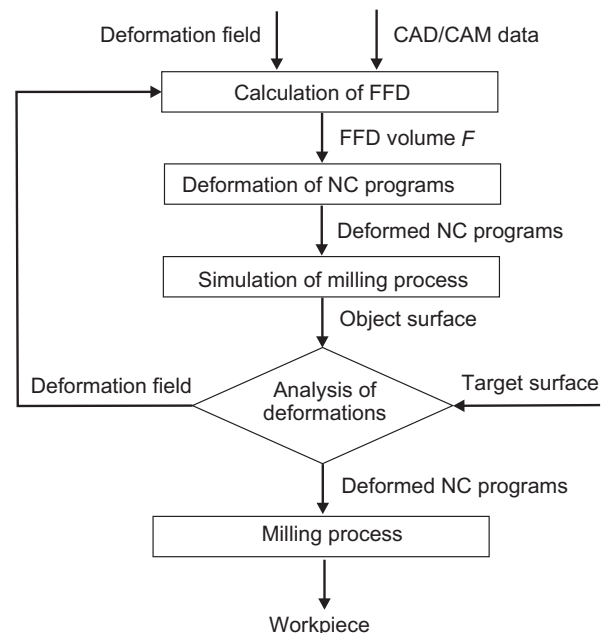 Deformation field
CAD/CAM data
Calculation of FFD
FFD volume F
Deformation of NC programs
Deformed NC programs
Simulation of milling process
Object surface
Deformation field
Analysis of
deformations
Target surface
Deformed NC programs
Milling process
Workpiece